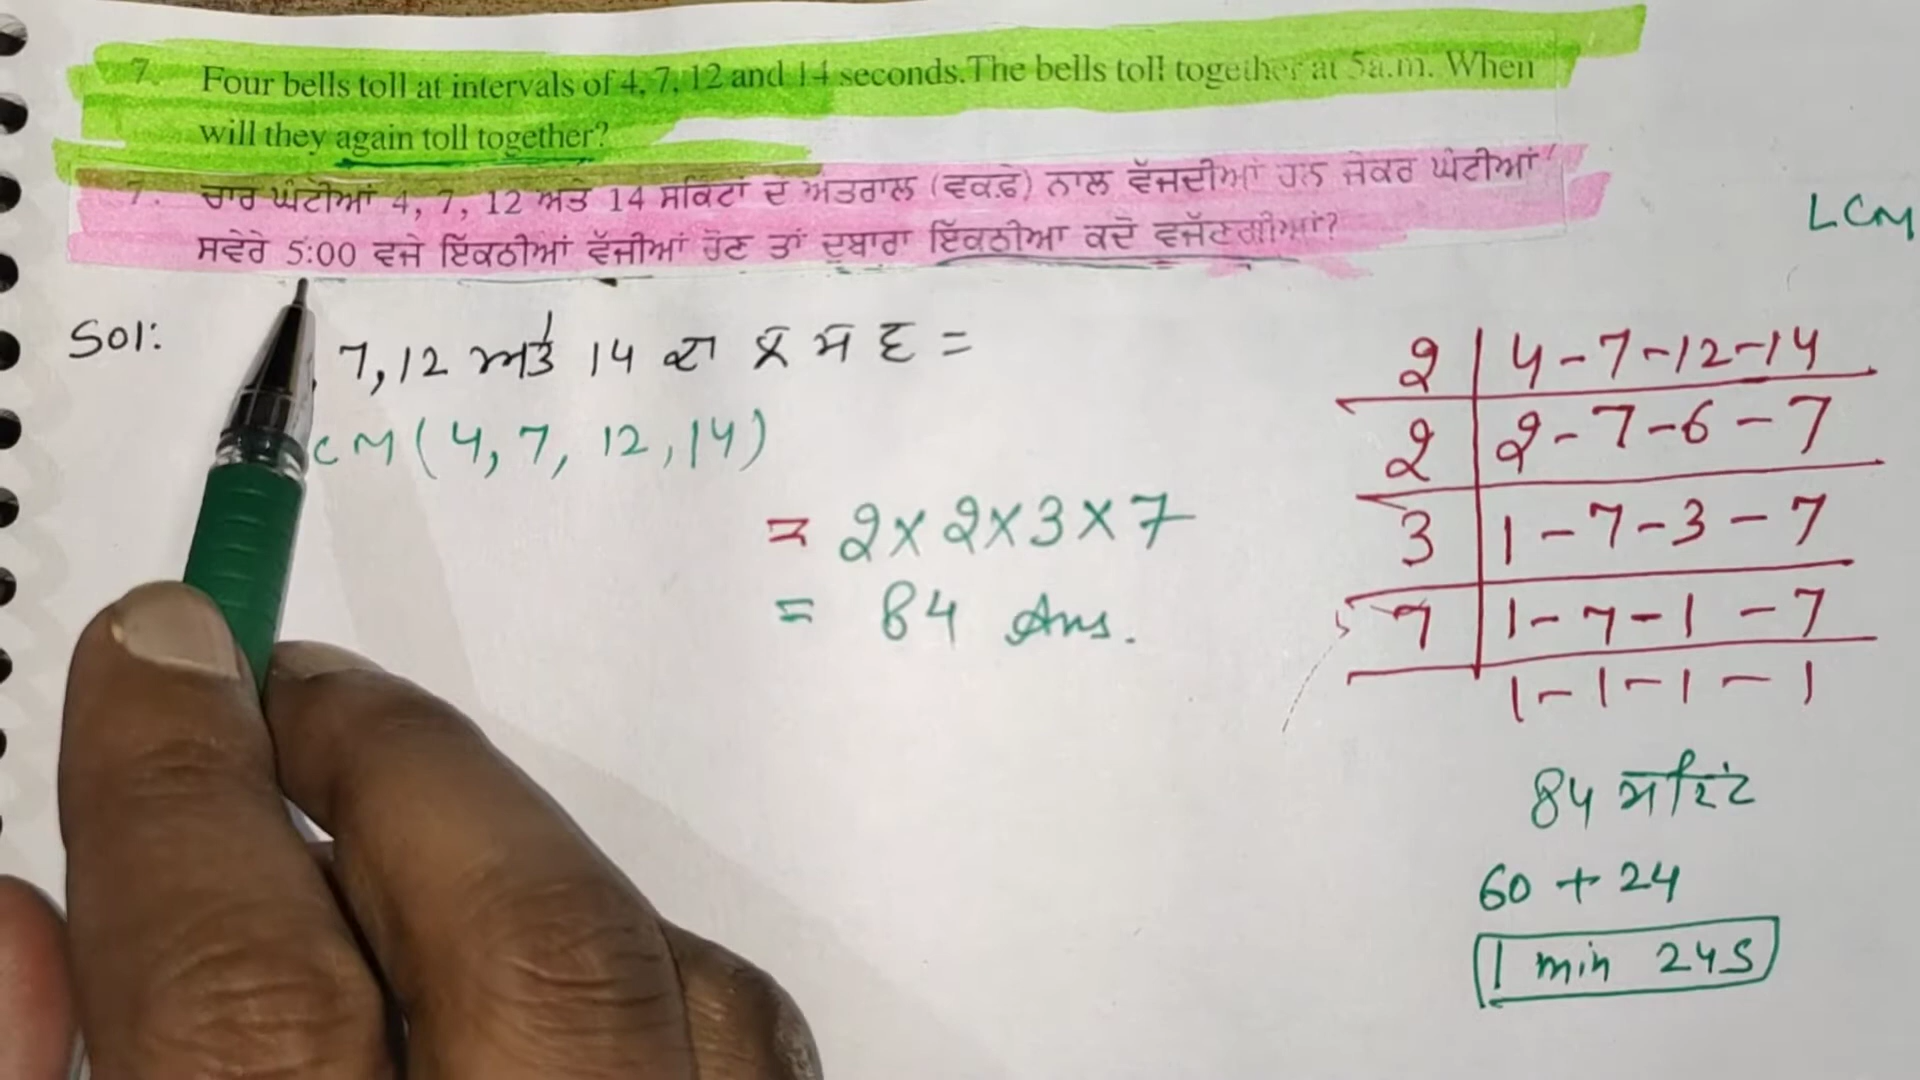 7. Four bells toll at intervals of 4, 7, 12 and 14 seconds.The bells toll together at 5a.m. When
will they again toll together?
7. ਚਾਰ ਘੰਟੀਆਂ 4, 7, 12 ਅਤੇ 14 ਸਕਿਟਾਂ ਦੇ ਅੰਤਰਾਲ (ਵਕਫ਼ੇ) ਨਾਲ ਵੱਜਦੀਆਂ ਹਨ ਜੇਕਰ ਘੰਟੀਆਂ
ਸਵੇਰੇ 5:00 ਵਜੇ ਇੱਕਠੀਆਂ ਵੱਜੀਆਂ ਹੋਣ ਤਾਂ ਦੁਬਾਰਾ ਇੱਕਠੀਆ ਕਦੋਂ ਵਜੱਣਗੀਆਂ?
LCM
Sol: , 7, 12 ਅਤੇ 14 ਦਾ ਲ ਸ ਵ =
CM (4, 7, 12, 14)
= 2 × 2 × 3 × 7
= 84 Ans.
2 | 4 - 7 - 12 - 14
2 | 2 - 7 - 6 - 7
3 | 1 - 7 - 3 - 7
7 | 1 - 7 - 1 - 7
1 - 1 - 1 - 1
84
60 + 24
1 min 24S